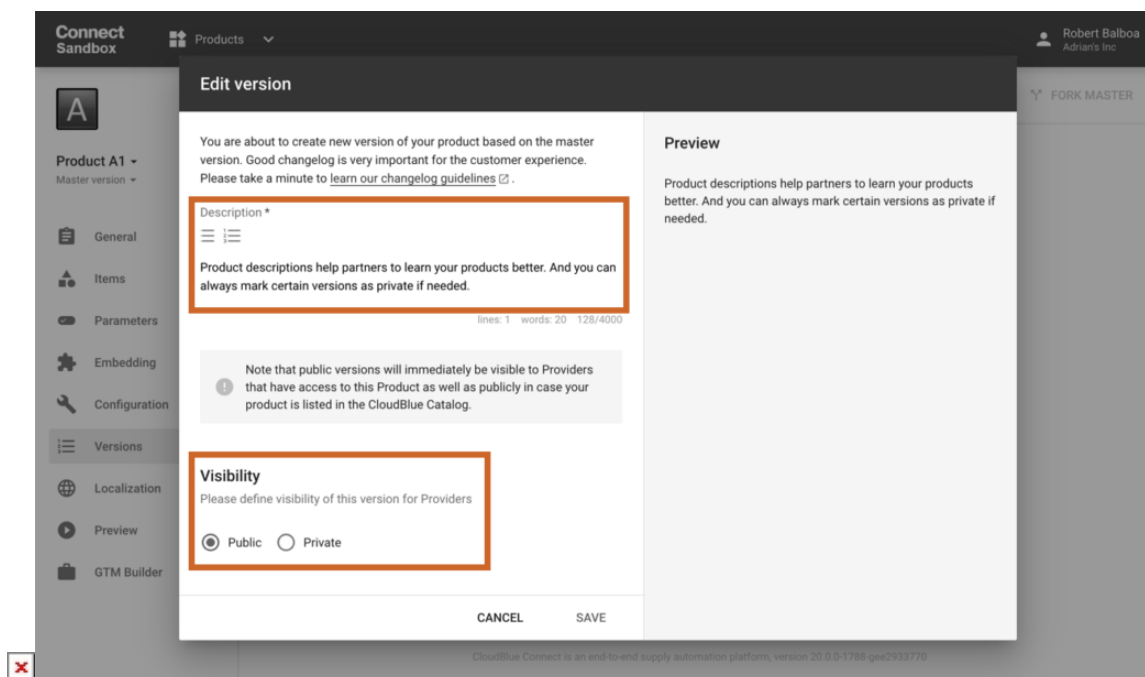 Connect
Sandbox
Products
Robert Balboa
Adrian's Inc
Edit version
FORK MASTER
A
Product A1
Master version
General
Items
Parameters
Embedding
Configuration
Versions
Localization
Preview
GTM Builder
You are about to create new version of your product based on the master
version. Good changelog is very important for the customer experience.
Please take a minute to learn our changelog guidelines .
Description *
Product descriptions help partners to learn your products better. And you can
always mark certain versions as private if needed.
lines: 1 words: 20 128/4000
Note that public versions will immediately be visible to Providers
that have access to this Product as well as publicly in case your
product is listed in the CloudBlue Catalog.
Visibility
Please define visibility of this version for Providers
Public Private
CANCEL SAVE
Preview
Product descriptions help partners to learn your products
better. And you can always mark certain versions as private if
needed.
CloudBlue Connect is an end-to-end supply automation platform, version 20.0.0-1788-gee2933770